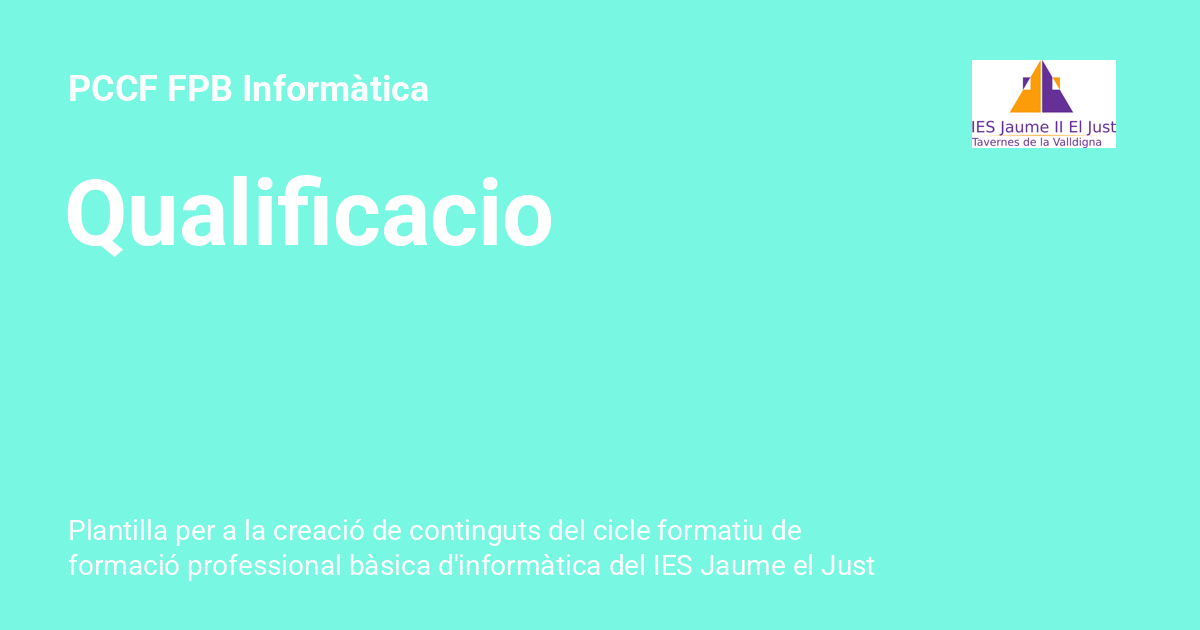 PCCF FPB Informàtica
IES Jaume II El Just
Tavernes de la Valldigna
Qualificacio
Plantilla per a la creació de continguts del cicle formatiu de
formació professional bàsica d'informàtica del IES Jaume el Just